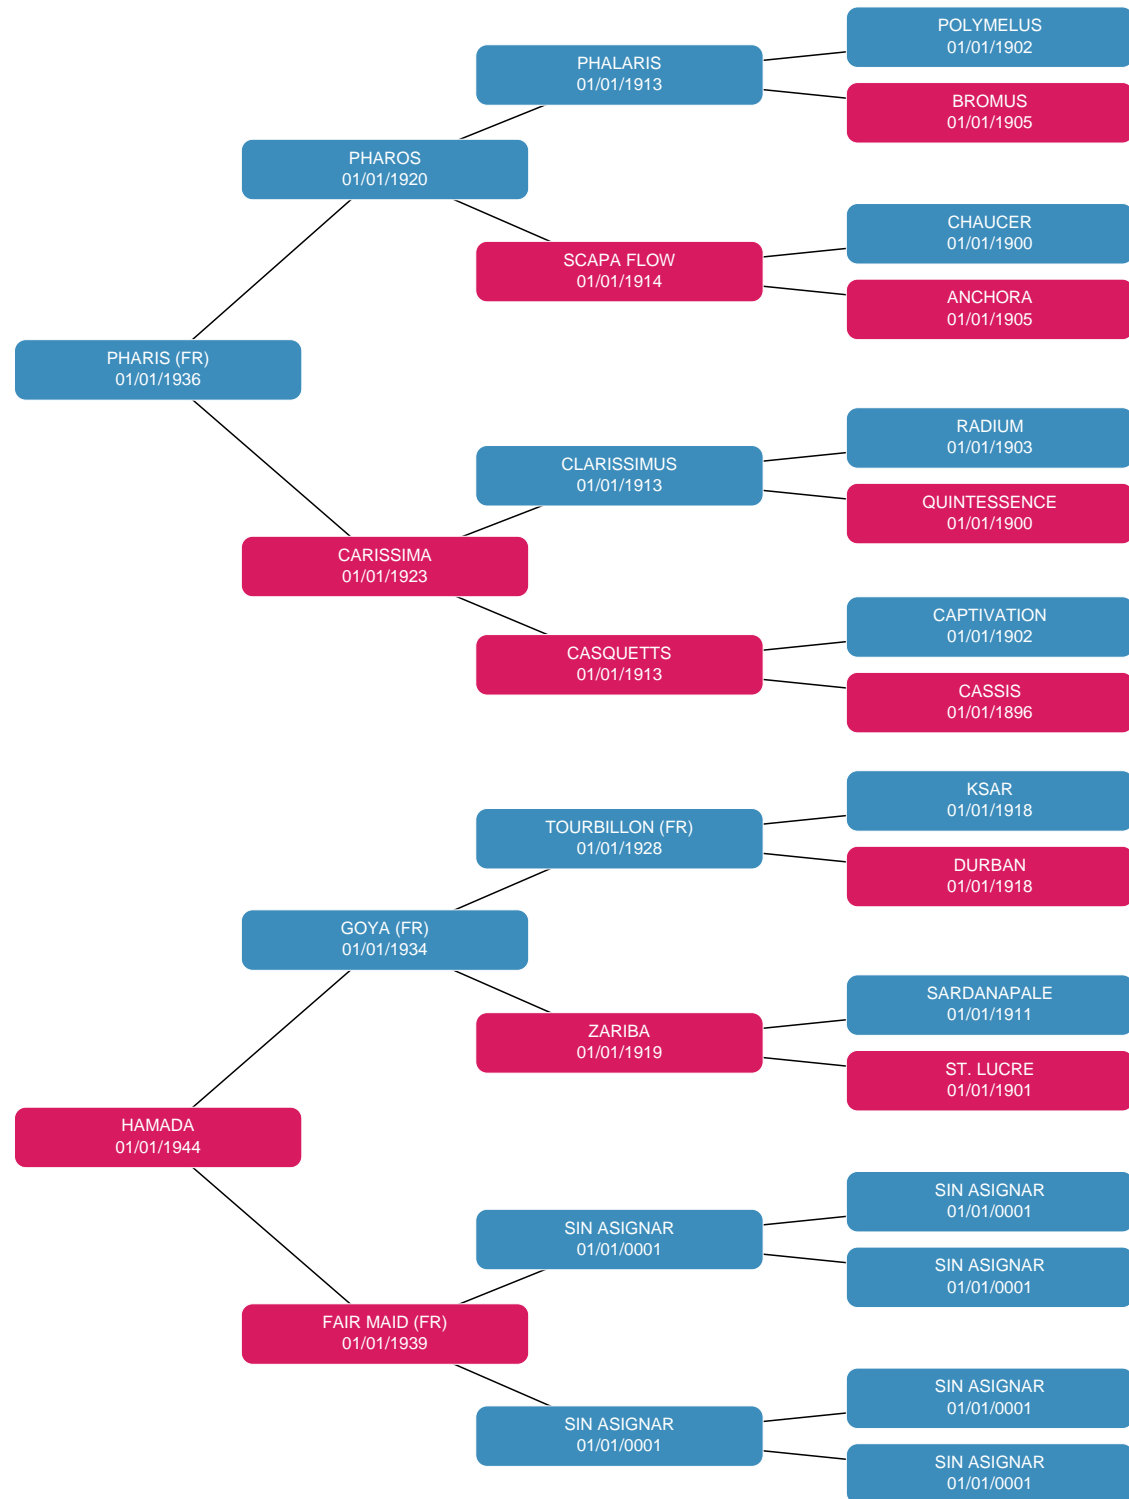 POLYMELUS
01/01/1902
PHALARIS
01/01/1913
BROMUS
01/01/1905
PHAROS
01/01/1920
CHAUCER
01/01/1900
SCAPA FLOW
01/01/1914
ANCHORA
01/01/1905
PHARIS (FR)
01/01/1936
RADIUM
01/01/1903
CLARISSIMUS
01/01/1913
QUINTESSENCE
01/01/1900
CARISSIMA
01/01/1923
CAPTIVATION
01/01/1902
CASQUETTS
01/01/1913
CASSIS
01/01/1896
KSAR
01/01/1918
TOURBILLON (FR)
01/01/1928
DURBAN
01/01/1918
GOYA (FR)
01/01/1934
SARDANAPALE
01/01/1911
ZARIBA
01/01/1919
ST. LUCRE
01/01/1901
HAMADA
01/01/1944
SIN ASIGNAR
01/01/0001
SIN ASIGNAR
01/01/0001
SIN ASIGNAR
01/01/0001
FAIR MAID (FR)
01/01/1939
SIN ASIGNAR
01/01/0001
SIN ASIGNAR
01/01/0001
SIN ASIGNAR
01/01/0001